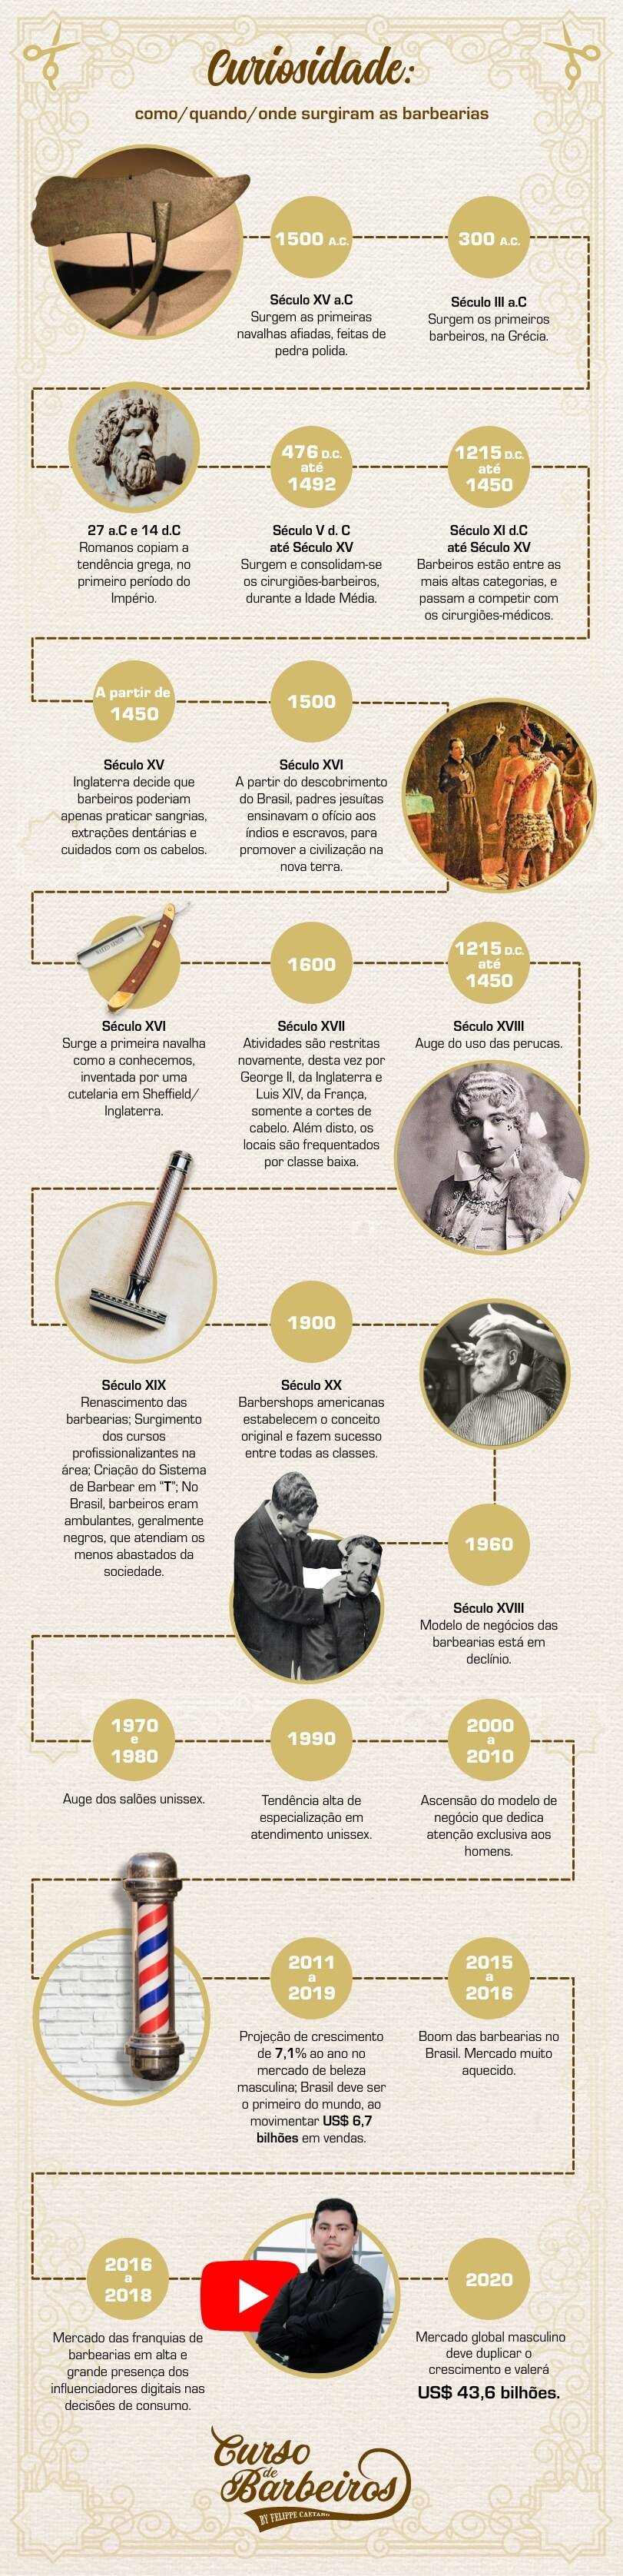 Curiosidade:
como/quando/onde surgiram as barbearias
1500 A.C.
Século XV a.C
Surgem as primeiras
navalhas afiadas, feitas de
pedra polida.
300 A.C.
Século III a.C
Surgem os primeiros
barbeiros, na Grécia.
27 a.C e 14 d.C
Romanos copiam a
tendência grega, no
primeiro período do
Império.
476 D.C.
até
1492
Século V d. C
até Século XV
Surgem e consolidam-se
os cirurgiões-barbeiros,
durante a Idade Média.
1215 D.C.
até
1450
Século XI d.C
até Século XV
Barbeiros estão entre as
mais altas categorias, e
passam a competir com
os cirurgiões-médicos.
A partir de
1450
Século XV
Inglaterra decide que
barbeiros poderiam
apenas praticar sangrias,
extrações dentárias e
cuidados com os cabelos.
1500
Século XVI
A partir do descobrimento
do Brasil, padres jesuítas
ensinavam o ofício aos
índios e escravos, para
promover a civilização na
nova terra.
Século XVI
Surge a primeira navalha
como a conhecemos,
inventada por uma
cutelaria em Sheffield/
Inglaterra.
1600
Século XVII
Atividades são restritas
novamente, desta vez por
George II, da Inglaterra e
Luis XIV, da França,
somente a cortes de
cabelo. Além disto, os
locais são frequentados
por classe baixa.
1215 D.C.
até
1450
Século XVIII
Auge do uso das perucas.
Século XIX
Renascimento das
barbearias; Surgimento
dos cursos
profissionalizantes na
área; Criação do Sistema
de Barbear em "T"; No
Brasil, barbeiros eram
ambulantes, geralmente
negros, que atendiam os
menos abastados da
sociedade.
1900
Século XX
Barbershops americanas
estabelecem o conceito
original e fazem sucesso
entre todas as classes.
1960
Século XVIII
Modelo de negócios das
barbearias está em
declínio.
1970
e
1980
Auge dos salões unissex.
1990
Tendência alta de
especialização em
atendimento unissex.
2000
a
2010
Ascensão do modelo de
negócio que dedica
atenção exclusiva aos
homens.
2011
a
2019
Projeção de crescimento
de 7,1% ao ano no
mercado de beleza
masculina; Brasil deve ser
o primeiro do mundo, ao
movimentar US$ 6,7
bilhões em vendas.
2015
a
2016
Boom das barbearias no
Brasil. Mercado muito
aquecido.
2016
a
2018
Mercado das franquias de
barbearias em alta e
grande presença dos
influenciadores digitais nas
decisões de consumo.
2020
Mercado global masculino
deve duplicar o
crescimento e valerá
US$ 43,6 bilhões.
Curso
de
Barbeiros
BY FELIPPE CAETANO